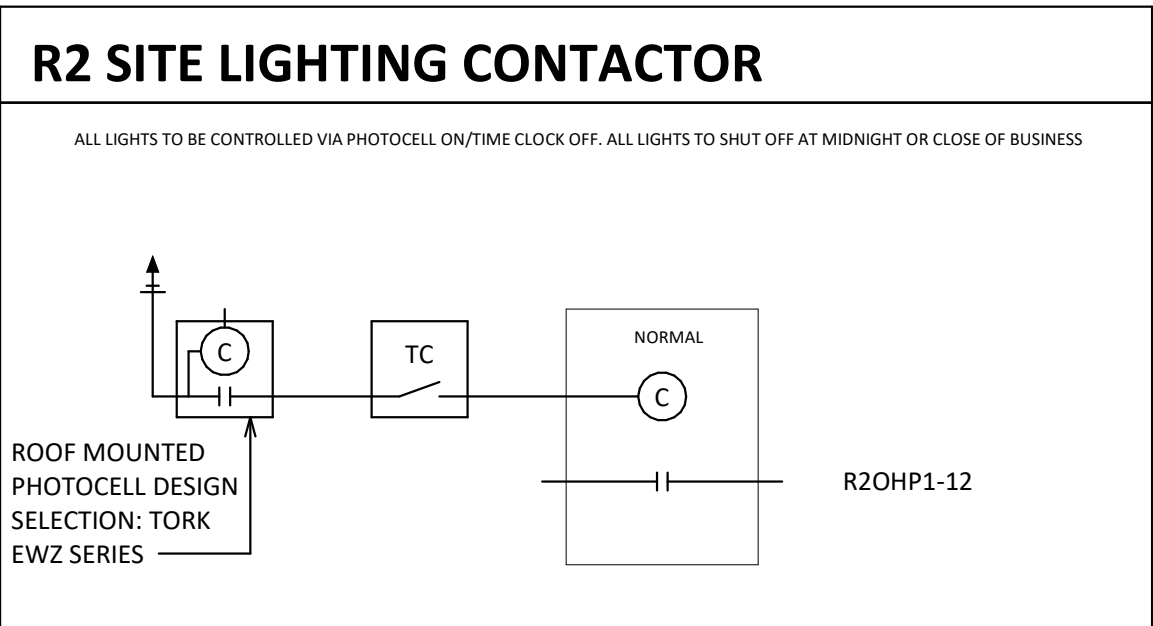 R2 SITE LIGHTING CONTACTOR
ALL LIGHTS TO BE CONTROLLED VIA PHOTOCELL ON/TIME CLOCK OFF. ALL LIGHTS TO SHUT OFF AT MIDNIGHT OR CLOSE OF BUSINESS
NORMAL
C
TC
C
ROOF MOUNTED
PHOTOCELL DESIGN
SELECTION: TORK
EWZ SERIES
R2OHP1-12